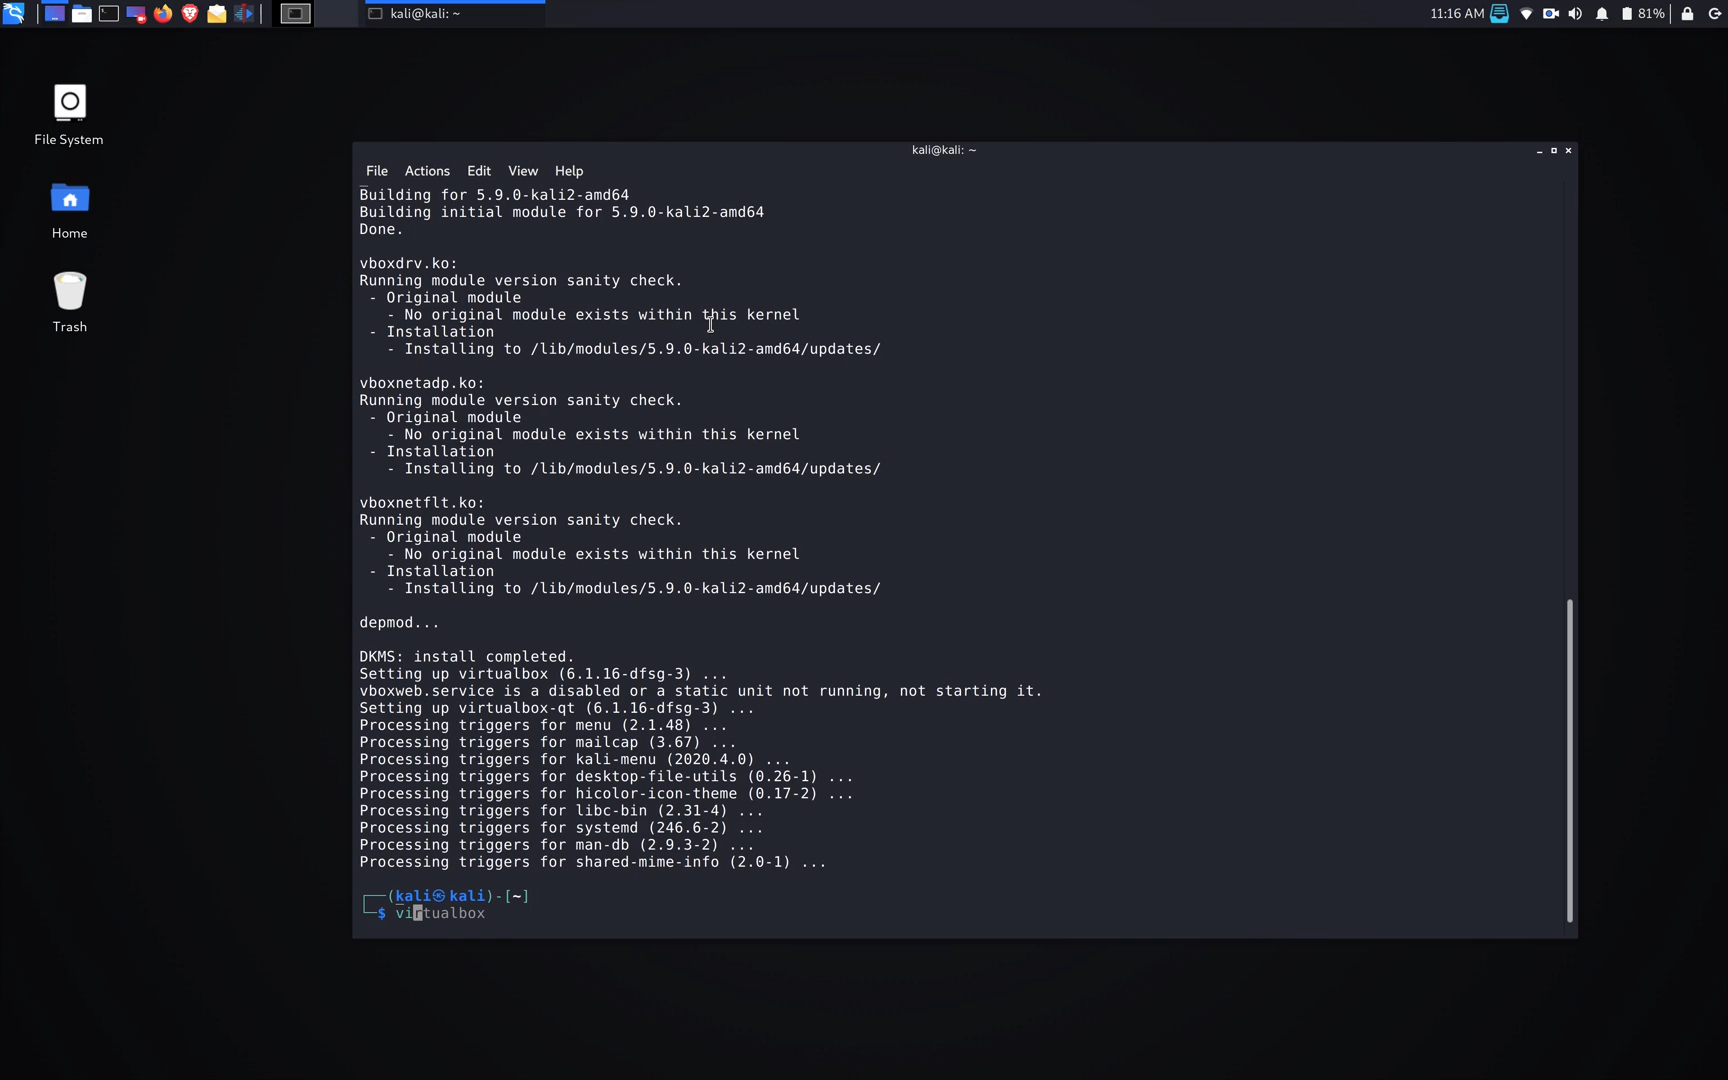 kali@kali: ~
11:16 AM
81%
File System
Home
Trash
kali@kali: ~
File Actions Edit View Help
Building for 5.9.0-kali2-amd64
Building initial module for 5.9.0-kali2-amd64
Done.
vboxdrv.ko:
Running module version sanity check.
- Original module
- No original module exists within this kernel
- Installation
- Installing to /lib/modules/5.9.0-kali2-amd64/updates/
vboxnetadp.ko:
Running module version sanity check.
- Original module
- No original module exists within this kernel
- Installation
- Installing to /lib/modules/5.9.0-kali2-amd64/updates/
vboxnetflt.ko:
Running module version sanity check.
- Original module
- No original module exists within this kernel
- Installation
- Installing to /lib/modules/5.9.0-kali2-amd64/updates/
depmod...
DKMS: install completed.
Setting up virtualbox (6.1.16-dfsg-3) ...
vboxweb.service is a disabled or a static unit not running, not starting it.
Setting up virtualbox-qt (6.1.16-dfsg-3) ...
Processing triggers for menu (2.1.48) ...
Processing triggers for mailcap (3.67) ...
Processing triggers for kali-menu (2020.4.0) ...
Processing triggers for desktop-file-utils (0.26-1) ...
Processing triggers for hicolor-icon-theme (0.17-2) ...
Processing triggers for libc-bin (2.31-4) ...
Processing triggers for systemd (246.6-2) ...
Processing triggers for man-db (2.9.3-2) ...
Processing triggers for shared-mime-info (2.0-1) ...
┌──(kali㉿kali)-[~]
└─$ virtualbox